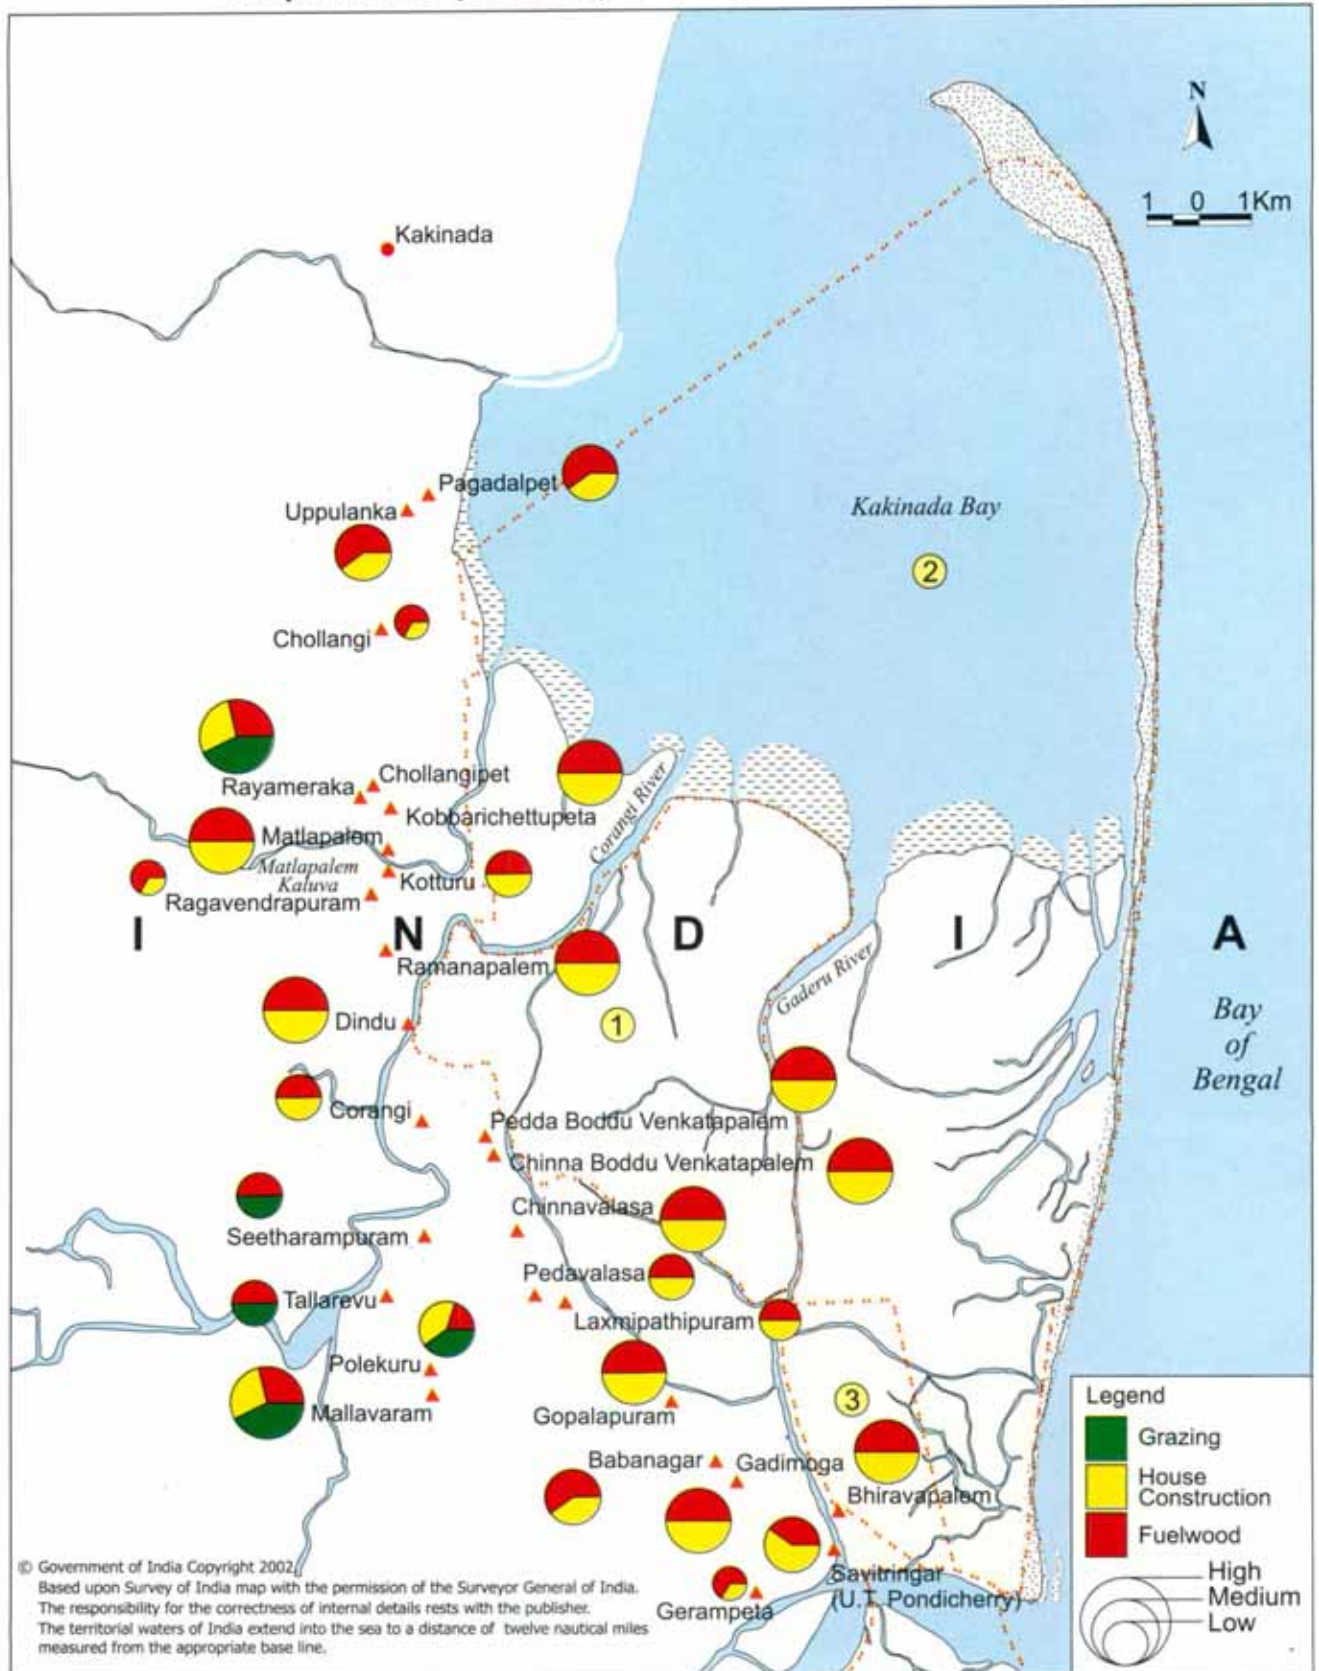 N
1 0 1Km
Kakinada
Pagadalpet
Uppulanka
Kakinada Bay
2
Chollangi
Chollangipet
Rayameraka
Kobbarichettupeta
Corangi River
Matlapalem
Matlapalem
Kaluva
Kotturu
Ragavendrapuram
I N D I A
Ramanapalem
Gaderu River
Dindu
1
Bay
of
Bengal
Corangi
Pedda Boddu Venkatapalem
Chinna Boddu Venkatapalem
Chinnavalasa
Seetharampuram
Pedavalasa
Tallarevu
Laxmipathipuram
Polekuru
Mallavaram
Gopalapuram
3
Babanagar
Gadimoga
Bhiravapalem
Savitringar
(U.T. Pondicherry)
Gerampeta
Legend
Grazing
House
Construction
Fuelwood
High
Medium
Low
© Government of India Copyright 2002
Based upon Survey of India map with the permission of the Surveyor General of India.
The responsibility for the correctness of internal details rests with the publisher.
The territorial waters of India extend into the sea to a distance of twelve nautical miles
measured from the appropriate base line.